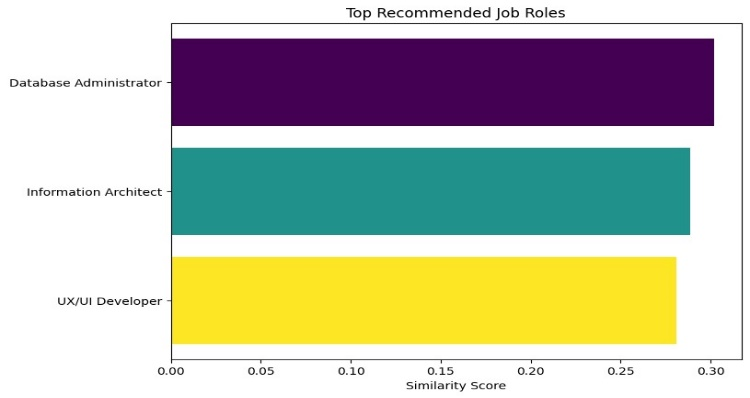 Top Recommended Job Roles
Database Administrator
Information Architect
UX/UI Developer
0.00 0.05 0.10 0.15 0.20 0.25 0.30
Similarity Score